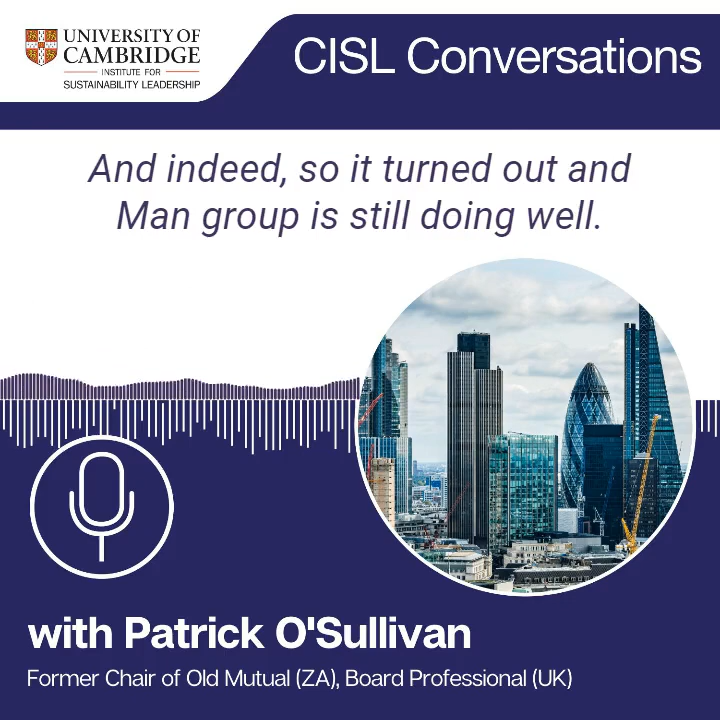 UNIVERSITY OF
CAMBRIDGE
INSTITUTE FOR
SUSTAINABILITY LEADERSHIP
CISL Conversations
And indeed, so it turned out and
Man group is still doing well.
with Patrick O'Sullivan
Former Chair of Old Mutual (ZA), Board Professional (UK)